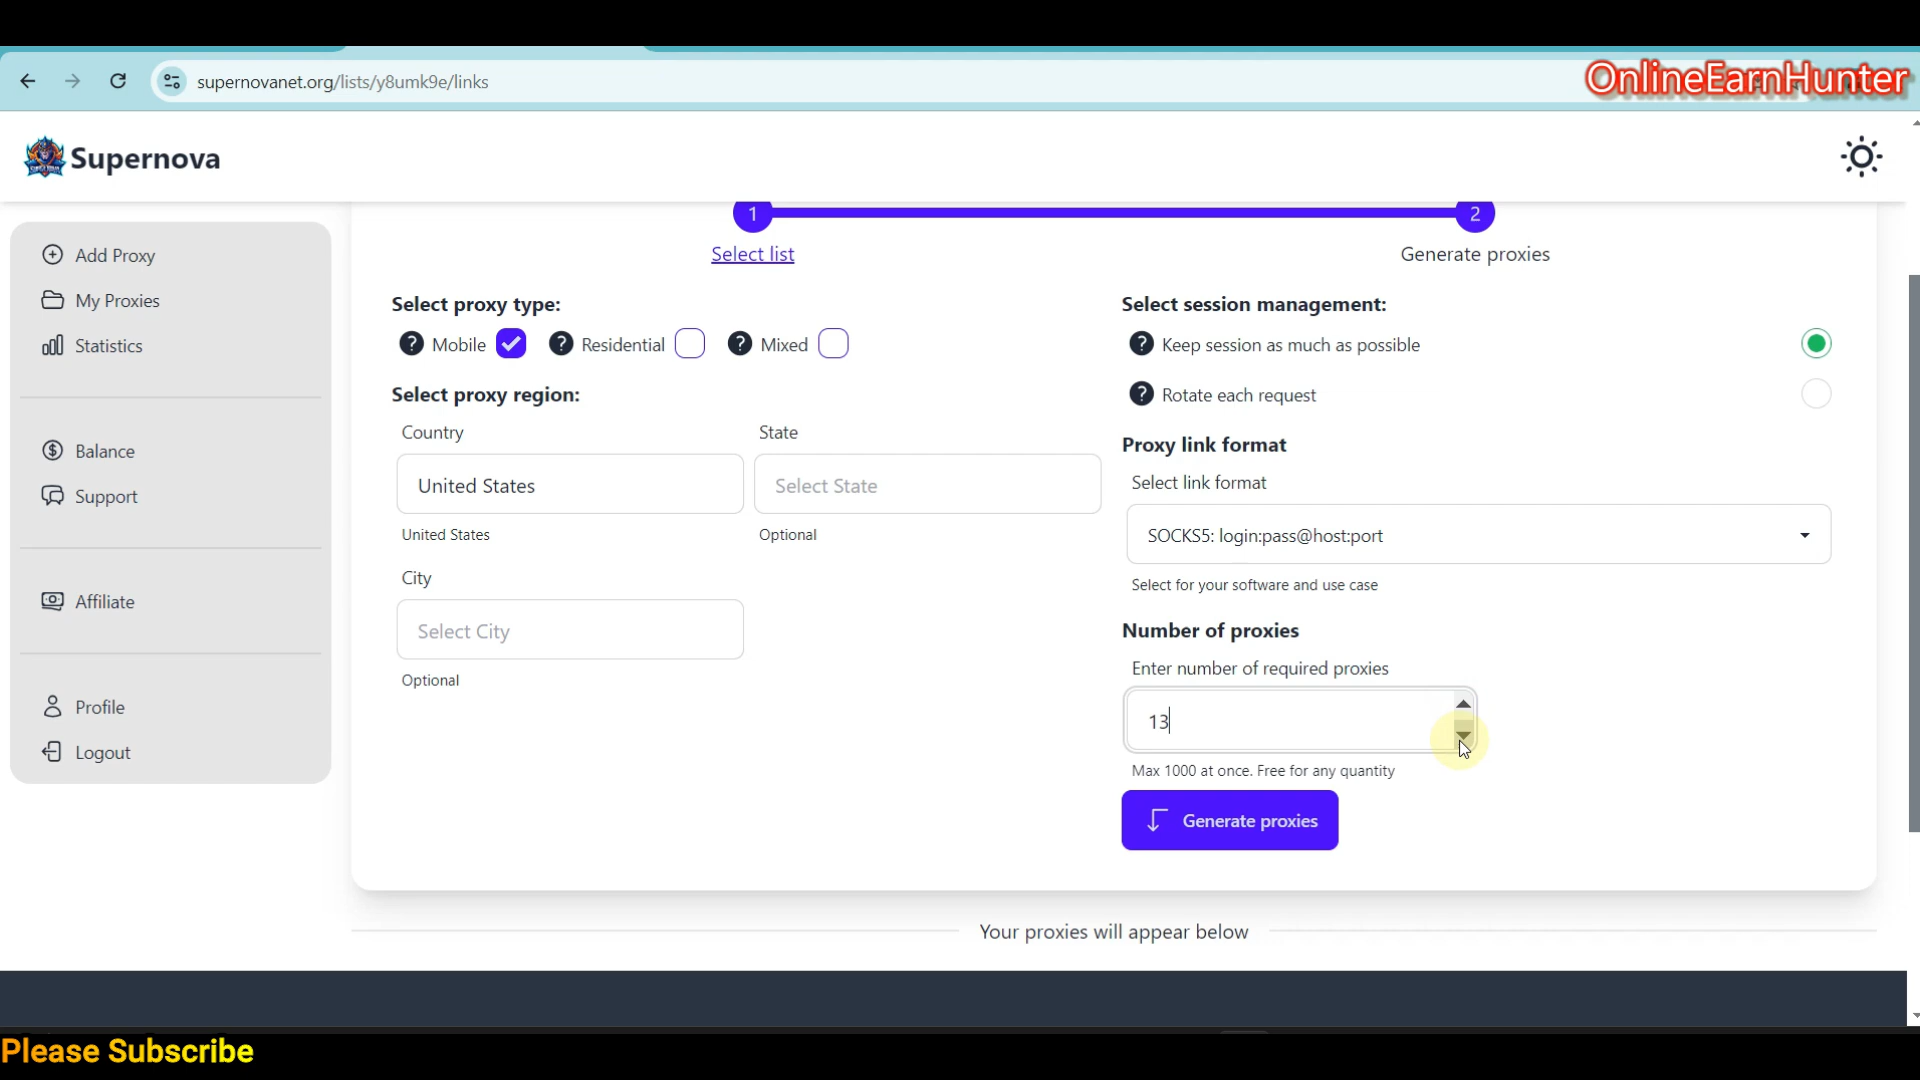 supernovanet.org/lists/y8umk9e/links
OnlineEarnHunter
Supernova
1
2
Select list
Generate proxies
Add Proxy
My Proxies
Statistics
Balance
Support
Affiliate
Profile
Logout
Select proxy type:
? Mobile ? Residential ? Mixed
Select proxy region:
Country
State
United States
Select State
United States
Optional
City
Select City
Optional
Select session management:
? Keep session as much as possible
? Rotate each request
Proxy link format
Select link format
SOCKS5: login:pass@host:port
Select for your software and use case
Number of proxies
Enter number of required proxies
13
Max 1000 at once. Free for any quantity
Generate proxies
Your proxies will appear below
Please Subscribe